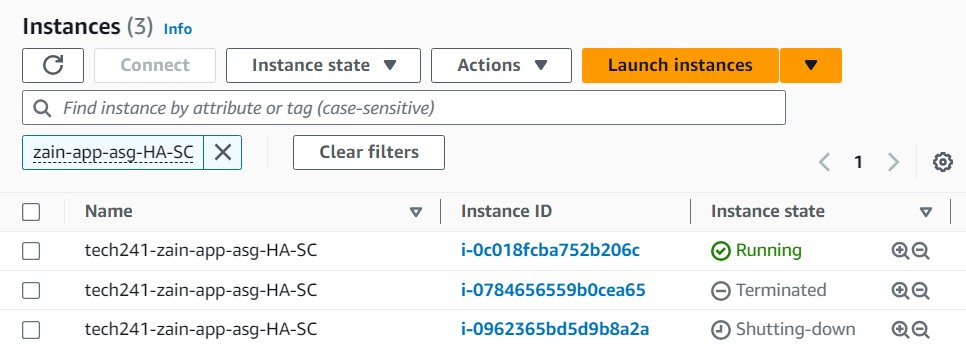 Instances (3) Info
Connect Instance state Actions Launch instances
Find instance by attribute or tag (case-sensitive)
zain-app-asg-HA-SC Clear filters 1
Name Instance ID Instance state
tech241-zain-app-asg-HA-SC i-0c018fcba752b206c Running
tech241-zain-app-asg-HA-SC i-0784656559b0cea65 Terminated
tech241-zain-app-asg-HA-SC i-0962365bd5d9b8a2a Shutting-down